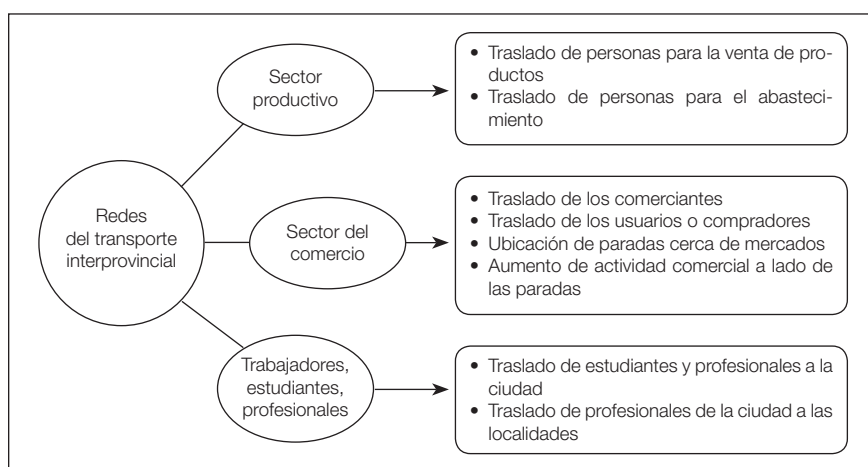 Redes
del transporte
interprovincial
Sector
productivo
• Traslado de personas para la venta de pro-
ductos
• Traslado de personas para el abasteci-
miento
Sector del
comercio
• Traslado de los comerciantes
• Traslado de los usuarios o compradores
• Ubicación de paradas cerca de mercados
• Aumento de actividad comercial a lado de
las paradas
Trabajadores,
estudiantes,
profesionales
• Traslado de estudiantes y profesionales a la
ciudad
• Traslado de profesionales de la ciudad a las
localidades